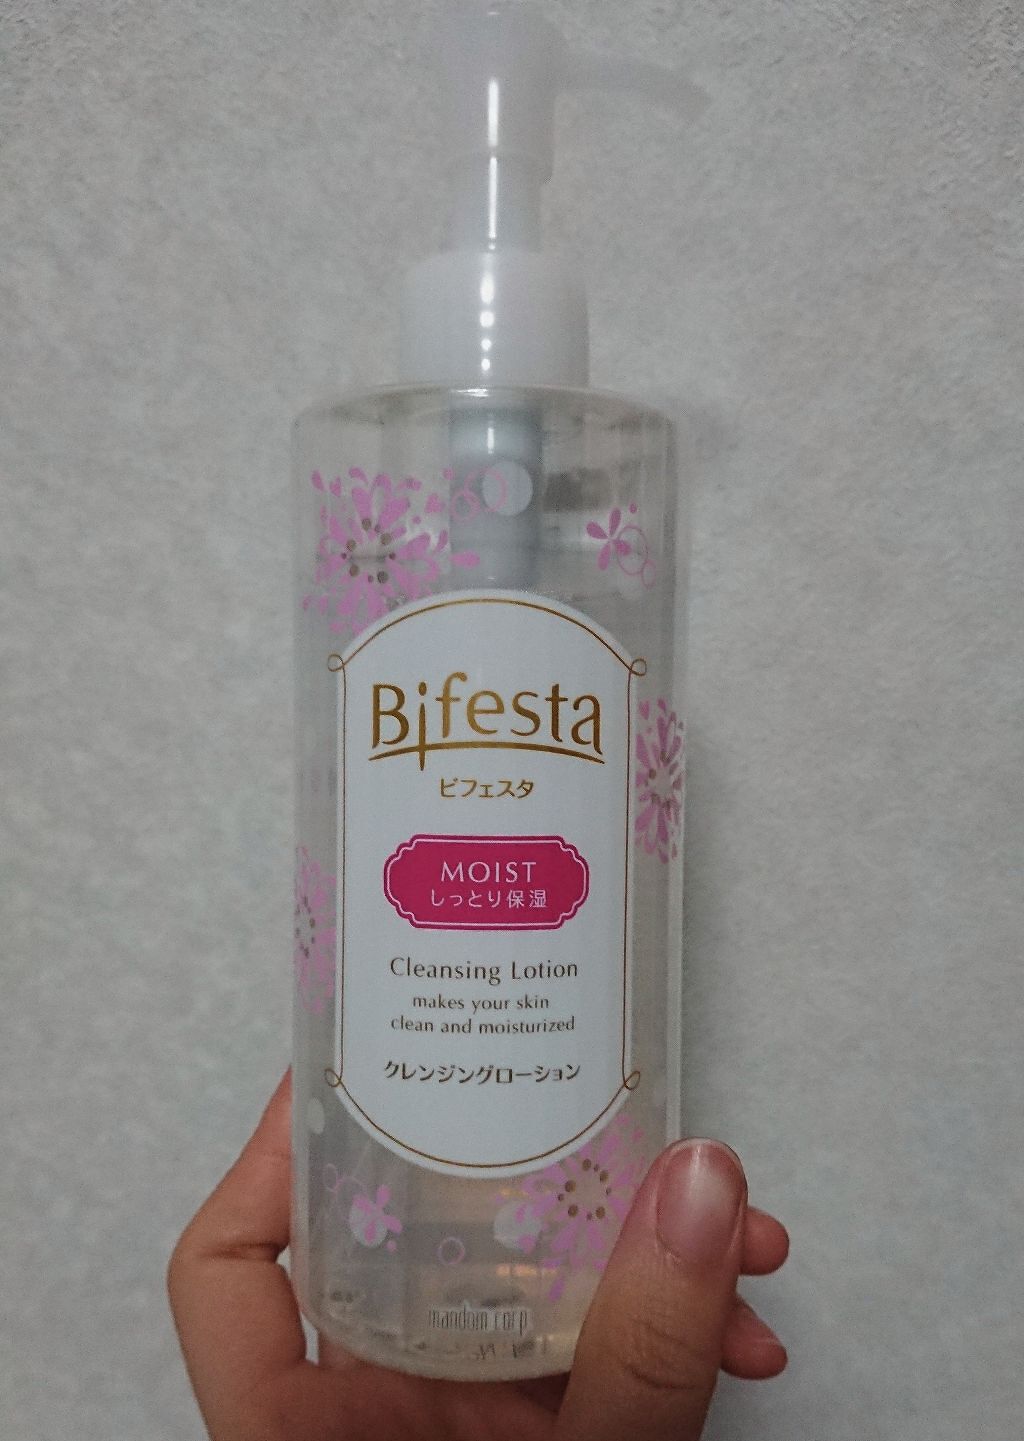 Bifesta
ビフェスタ
MOIST
しっとり保湿
Cleansing Lotion
makes your skin
clean and moisturized
クレンジングローション
mandom corp